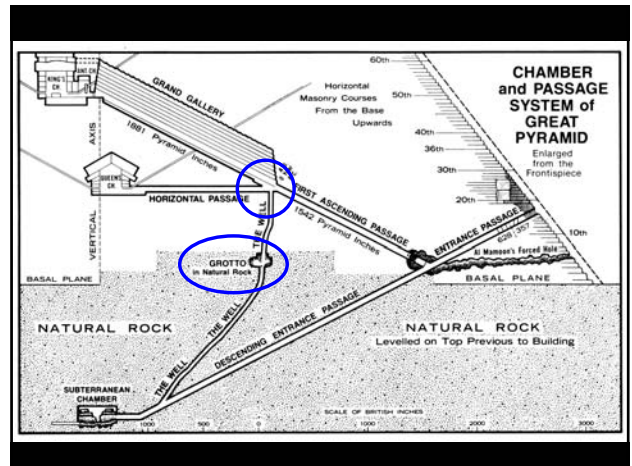 CHAMBER
and PASSAGE
SYSTEM of
GREAT
PYRAMID
Enlarged
from the
Frontispiece
Horizontal
Masonry Courses
From the Base
Upwards
60th
50th
40th
36th
30th
20th
10th
KING'S
CH.
ANT CH.
GRAND GALLERY
1881 Pyramid Inches
AXIS
VERTICAL
QUEEN'S
CH.
HORIZONTAL PASSAGE
FIRST ASCENDING PASSAGE
1542 Pyramid Inches
ENTRANCE PASSAGE
628
357
Al Mamoon's Forced Hole
THE WELL
GROTTO
in Natural Rock
BASAL PLANE
BASAL PLANE
THE WELL
THE WELL
DESCENDING ENTRANCE PASSAGE
NATURAL ROCK
NATURAL ROCK
Levelled on Top Previous to Building
SUBTERRANEAN
CHAMBER
SCALE OF BRITISH INCHES
1000
500
0
1000
2000
3000